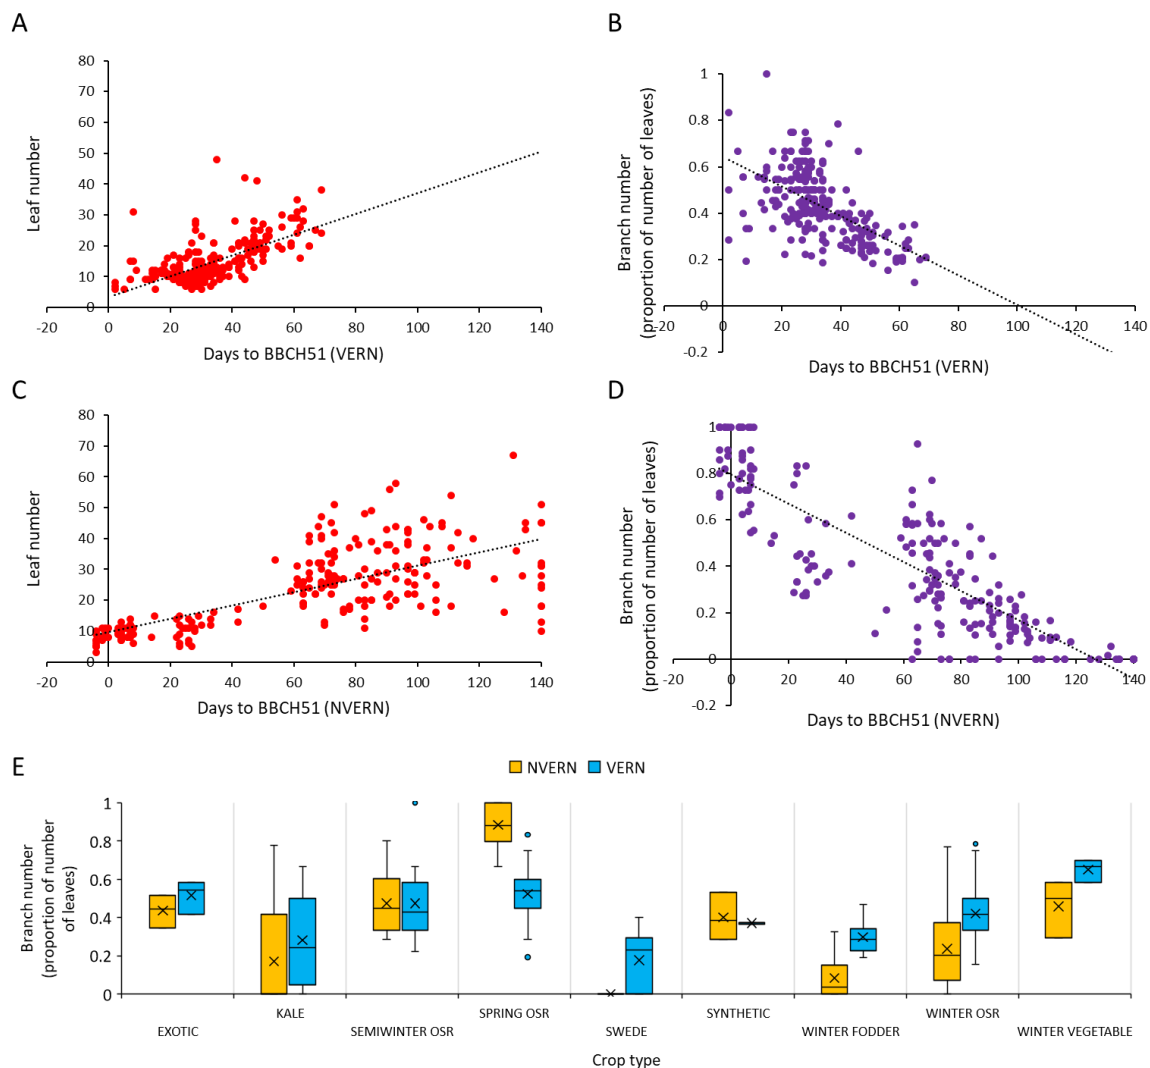 A
B
80
70
60
50
40
30
20
10
0
-20
0
20
40
60
80
100
120
140
Leaf number
Days to BBCH51 (VERN)
1
0.8
0.6
0.4
0.2
0
-0.2
-20
0
20
40
60
80
100
120
140
Branch number
(proportion of number of leaves)
Days to BBCH51 (VERN)
C
D
80
70
60
50
40
30
20
10
0
-20
0
20
40
60
80
100
120
140
Leaf number
Days to BBCH51 (NVERN)
1
0.8
0.6
0.4
0.2
0
-0.2
-20
0
20
40
60
80
100
120
140
Branch number
(proportion of number of leaves)
Days to BBCH51 (NVERN)
E
NVERN VERN
1
0.8
0.6
0.4
0.2
0
Branch number
(proportion of number
of leaves)
EXOTIC
KALE
SEMIWINTER OSR
SPRING OSR
SWEDE
SYNTHETIC
WINTER FODDER
WINTER OSR
WINTER VEGETABLE
Crop type